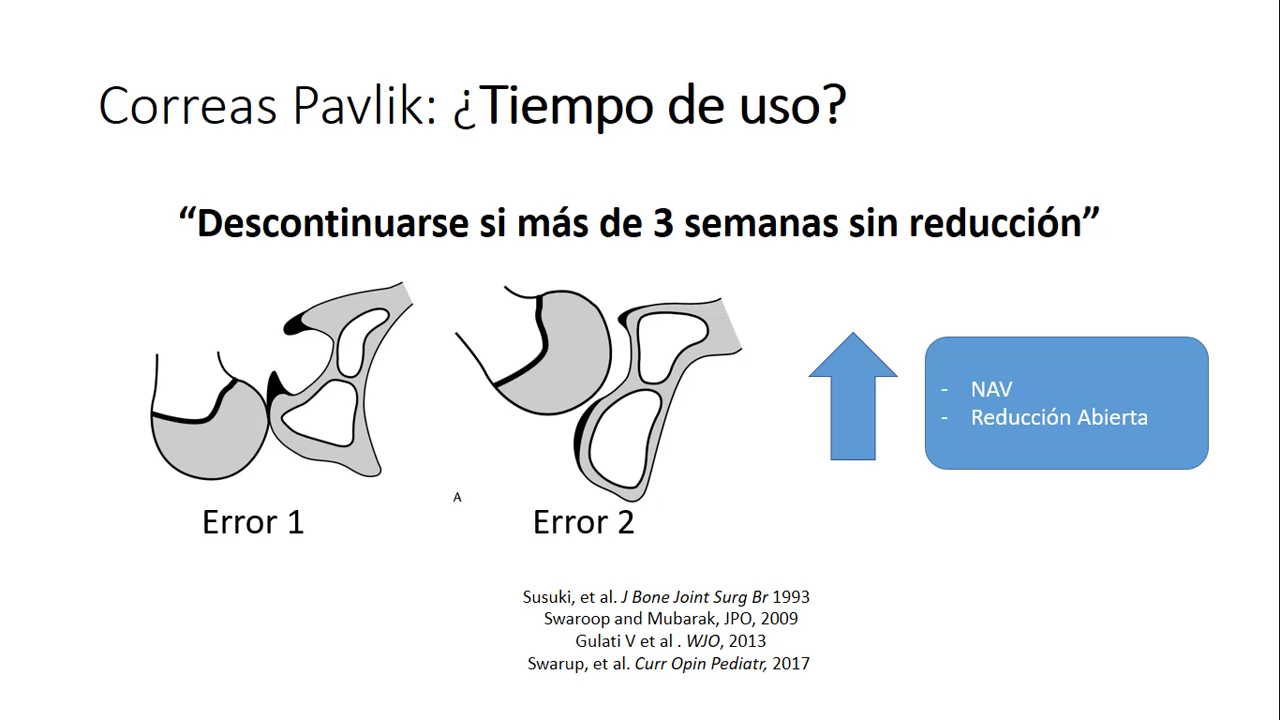 Correas Pavlik: ¿Tiempo de uso?
“Descontinuarse si más de 3 semanas sin reducción”
- NAV
- Reducción Abierta
A
Error 1
Error 2
Susuki, et al. J Bone Joint Surg Br 1993
Swaroop and Mubarak, JPO, 2009
Gulati V et al . WJO, 2013
Swarup, et al. Curr Opin Pediatr, 2017